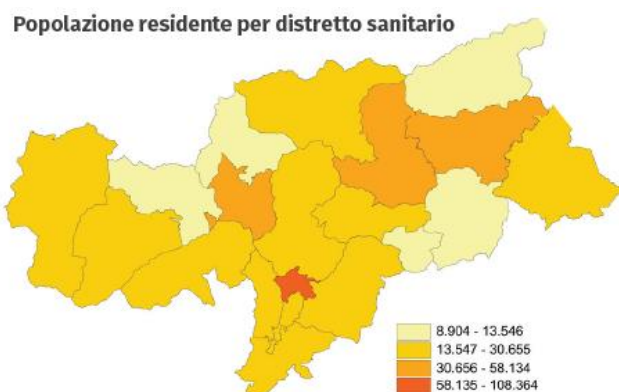 Popolazione residente per distretto sanitario
8.904 - 13.546
13.547 - 30.655
30.656 - 58.134
58.135 - 108.364